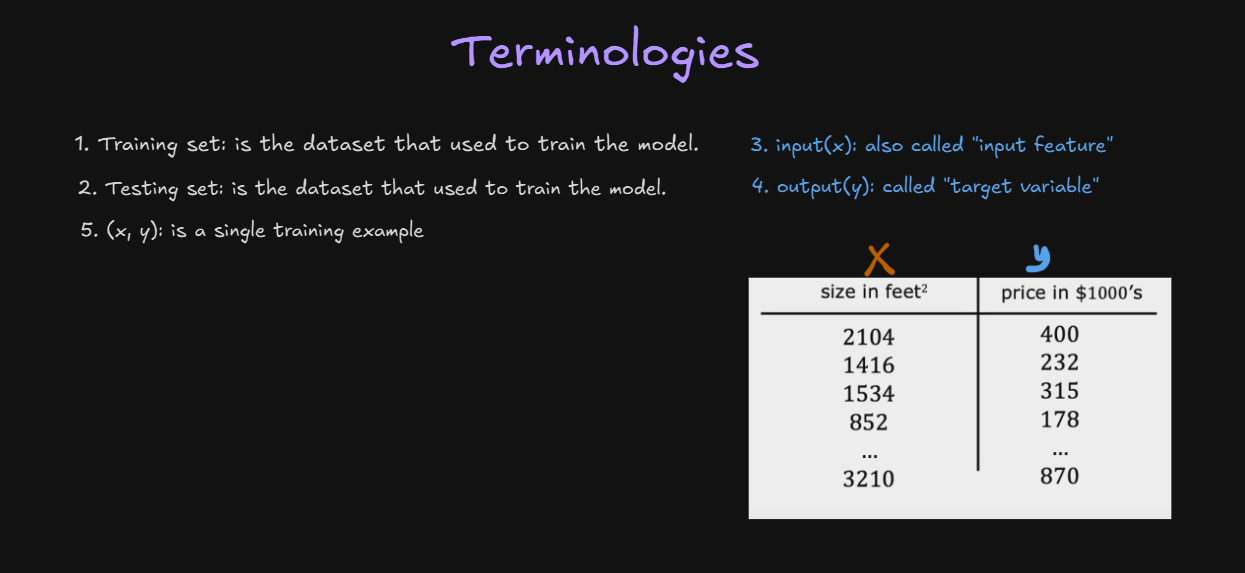 Terminologies
1. Training set: is the dataset that used to train the model.
2. Testing set: is the dataset that used to train the model.
5. (x, y): is a single training example
3. input(x): also called "input feature"
4. output(y): called "target variable"
X y
size in feet² price in $1000's
2104 400
1416 232
1534 315
852 178
... ...
3210 870